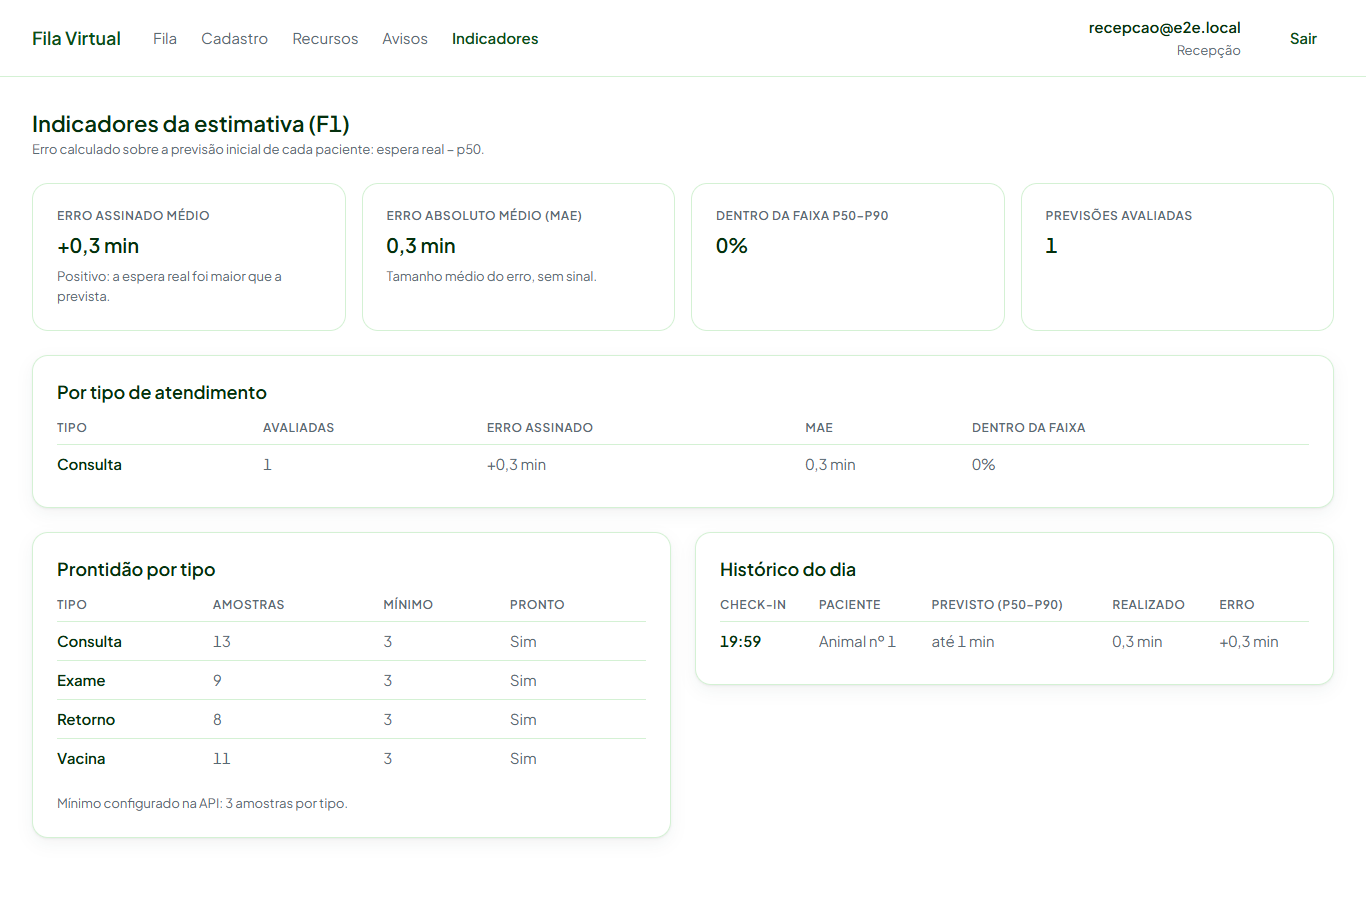 Fila Virtual Fila Cadastro Recursos Avisos Indicadores recepcao@e2e.local Sair
Recepção
Indicadores da estimativa (F1)
Erro calculado sobre a previsão inicial de cada paciente: espera real – p50.
ERRO ASSINADO MÉDIO
+0,3 min
Positivo: a espera real foi maior que a
prevista.
ERRO ABSOLUTO MÉDIO (MAE)
0,3 min
Tamanho médio do erro, sem sinal.
DENTRO DA FAIXA P50–P90
0%
PREVISÕES AVALIADAS
1
Por tipo de atendimento
TIPO AVALIADAS ERRO ASSINADO MAE DENTRO DA FAIXA
Consulta 1 +0,3 min 0,3 min 0%
Prontidão por tipo
TIPO AMOSTRAS MÍNIMO PRONTO
Consulta 13 3 Sim
Exame 9 3 Sim
Retorno 8 3 Sim
Vacina 11 3 Sim
Mínimo configurado na API: 3 amostras por tipo.
Histórico do dia
CHECK-IN PACIENTE PREVISTO (P50–P90) REALIZADO ERRO
19:59 Animal nº 1 até 1 min 0,3 min +0,3 min